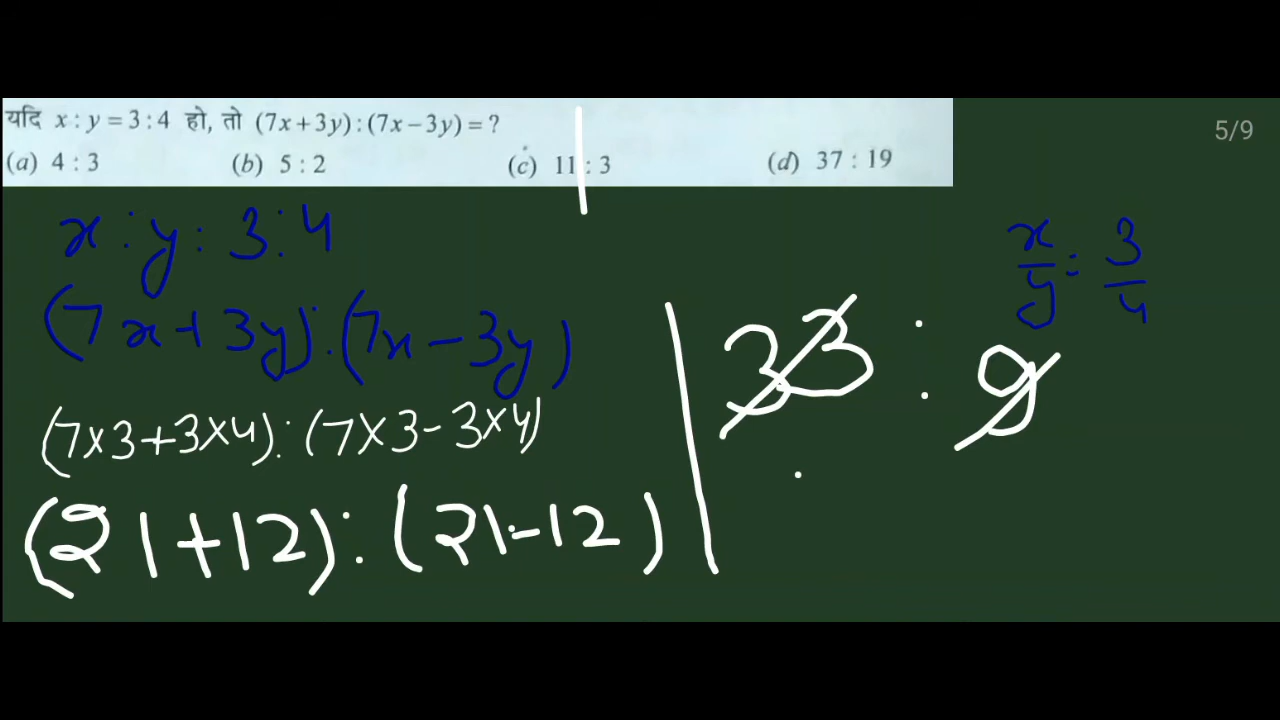 यदि x : y = 3 : 4 हो, तो (7x + 3y) : (7x − 3y) = ?
(a) 4 : 3 (b) 5 : 2 (c) 11 : 3 (d) 37 : 19
5/9
x : y : 3 : 4
(7x + 3y) : (7x − 3y)
(7×3+3×4) : (7×3−3×4)
(21+12) : (21−12)
33 : 9
x/y = 3/4